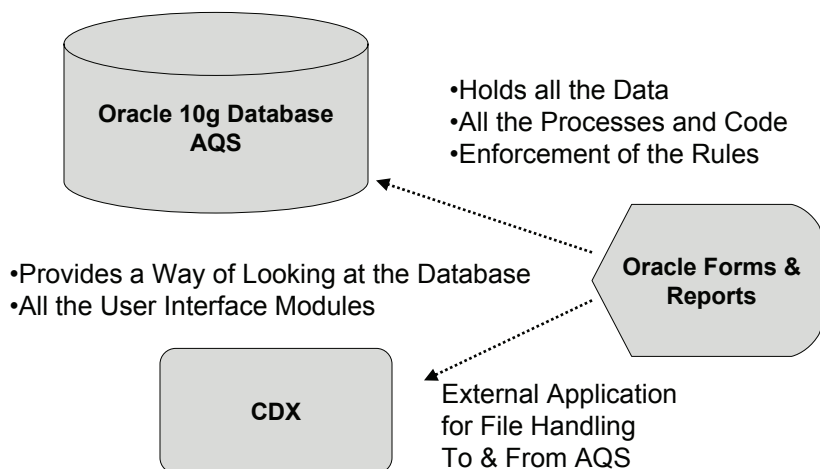 Oracle 10g Database
AQS
•Holds all the Data
•All the Processes and Code
•Enforcement of the Rules
Oracle Forms &
Reports
•Provides a Way of Looking at the Database
•All the User Interface Modules
CDX
External Application
for File Handling
To & From AQS